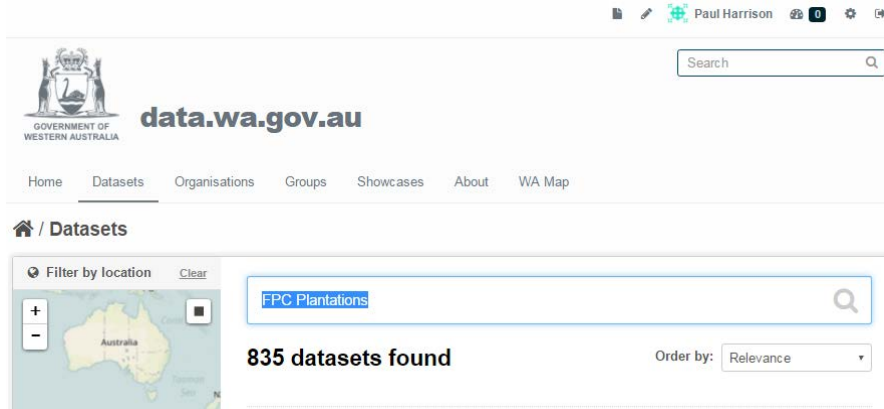 Paul Harrison 0
Search
GOVERNMENT OF
WESTERN AUSTRALIA
data.wa.gov.au
Home Datasets Organisations Groups Showcases About WA Map
/ Datasets
Filter by location Clear
FPC Plantations
+
-
Australia
835 datasets found
Order by: Relevance